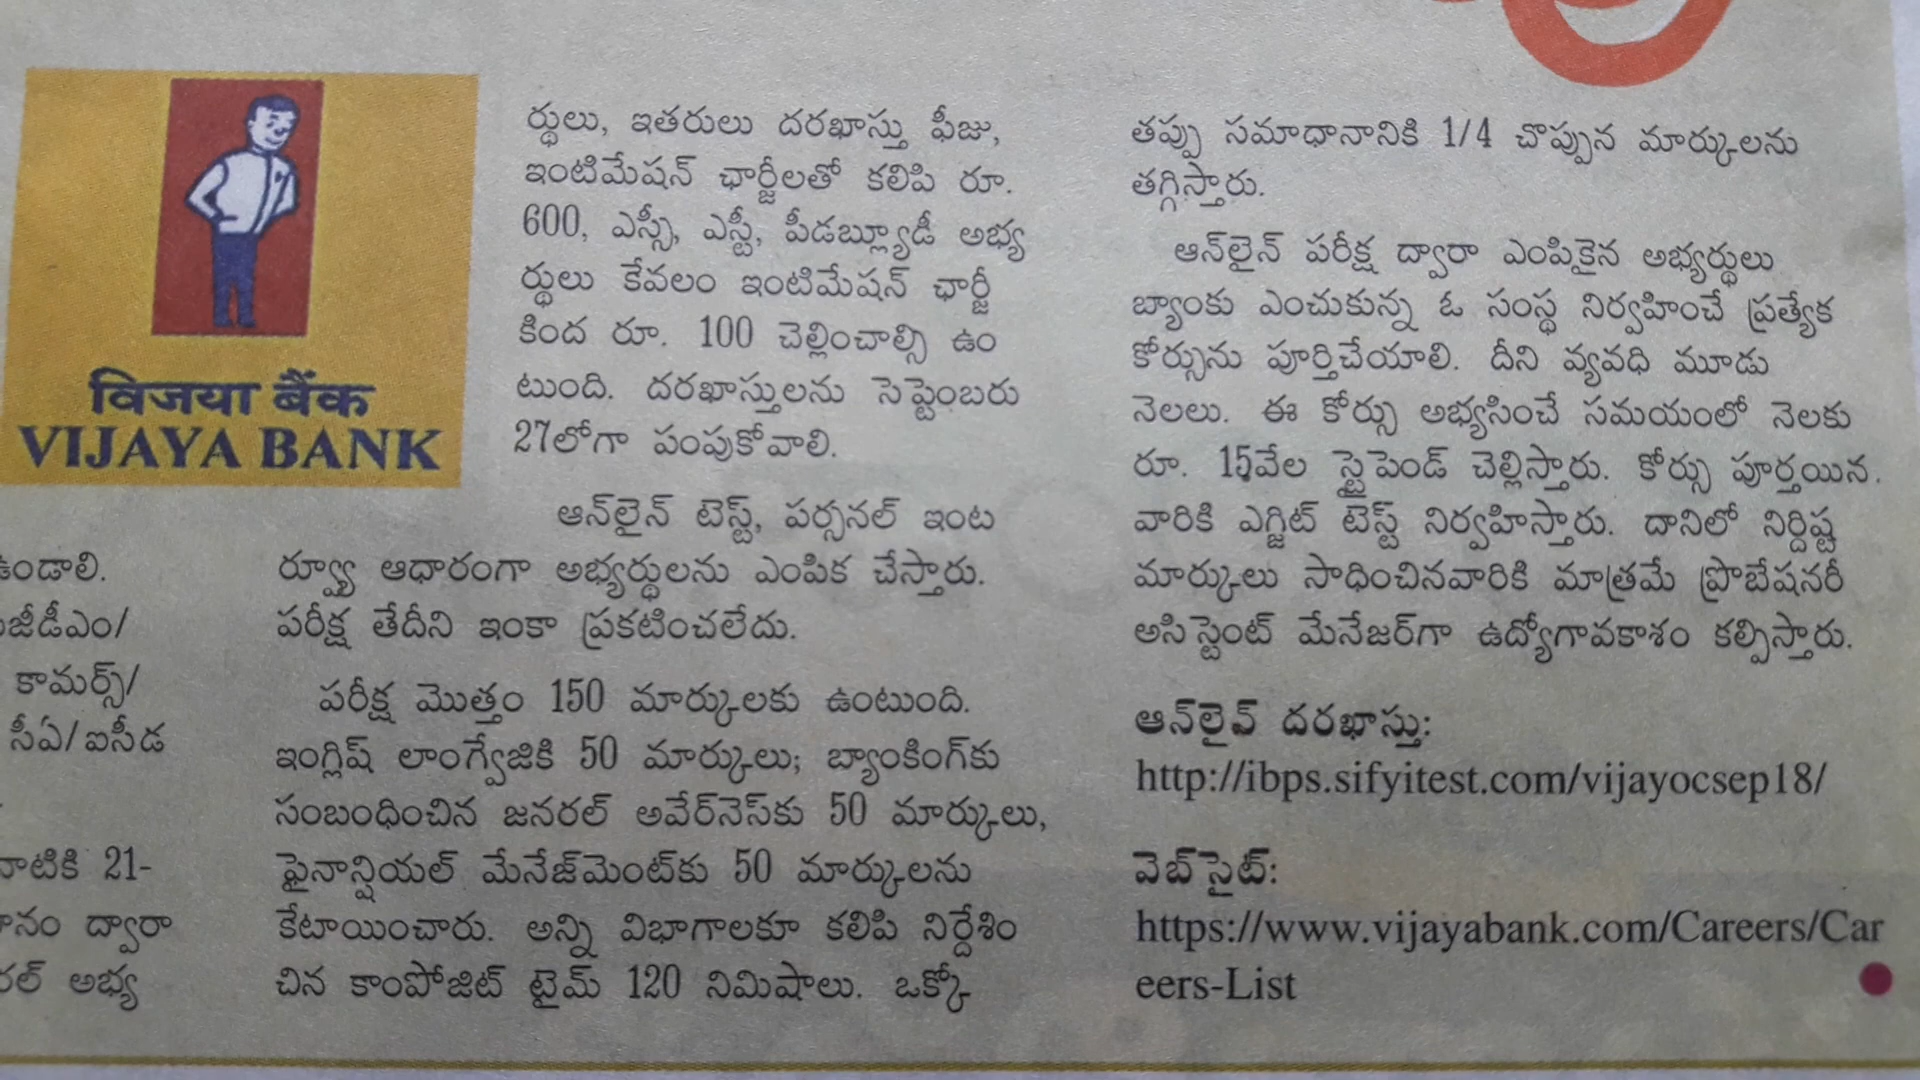 विजया बैंक
VIJAYA BANK
ఉండాలి.
జీడీఎం/
కామర్స్/
సీఏ/ఐసీడ
నాటికి 21-
ద్వారా
అభ్య
ర్థులు, ఇతరులు దరఖాస్తు ఫీజు,
ఇంటిమేషన్ ఛార్జీలతో కలిపి రూ.
600, ఎస్సీ, ఎస్టీ, పీడబ్ల్యూడీ అభ్య
ర్థులు కేవలం ఇంటిమేషన్ ఛార్జీ
కింద రూ. 100 చెల్లించాల్సి ఉం
టుంది. దరఖాస్తులను సెప్టెంబరు
27లోగా పంపుకోవాలి.
ఆన్‌లైన్ టెస్ట్, పర్సనల్ ఇంట
ర్వ్యూ ఆధారంగా అభ్యర్థులను ఎంపిక చేస్తారు.
పరీక్ష తేదీని ఇంకా ప్రకటించలేదు.
పరీక్ష మొత్తం 150 మార్కులకు ఉంటుంది.
ఇంగ్లిష్ లాంగ్వేజికి 50 మార్కులు; బ్యాంకింగ్‌కు
సంబంధించిన జనరల్ అవేర్‌నెస్‌కు 50 మార్కులు,
ఫైనాన్షియల్ మేనేజ్‌మెంట్‌కు 50 మార్కులను
కేటాయించారు. అన్ని విభాగాలకూ కలిపి నిర్దేశిం
చిన కాంపోజిట్ టైమ్ 120 నిమిషాలు. ఒక్కో
తప్పు సమాధానానికి 1/4 చొప్పున మార్కులను
తగ్గిస్తారు.
ఆన్‌లైన్ పరీక్ష ద్వారా ఎంపికైన అభ్యర్థులు
బ్యాంకు ఎంచుకున్న ఓ సంస్థ నిర్వహించే ప్రత్యేక
కోర్సును పూర్తిచేయాలి. దీని వ్యవధి మూడు
నెలలు. ఈ కోర్సు అభ్యసించే సమయంలో నెలకు
రూ. 15వేల స్టైపెండ్ చెల్లిస్తారు. కోర్సు పూర్తయిన
వారికి ఎగ్జిట్ టెస్ట్ నిర్వహిస్తారు. దానిలో నిర్దిష్ట
మార్కులు సాధించినవారికి మాత్రమే ప్రొబేషనరీ
అసిస్టెంట్ మేనేజర్‌గా ఉద్యోగావకాశం కల్పిస్తారు.
ఆన్‌లైన్ దరఖాస్తు:
http://ibps.sifyitest.com/vijayocsep18/
వెబ్‌సైట్:
https://www.vijayabank.com/Careers/Car
eers-List